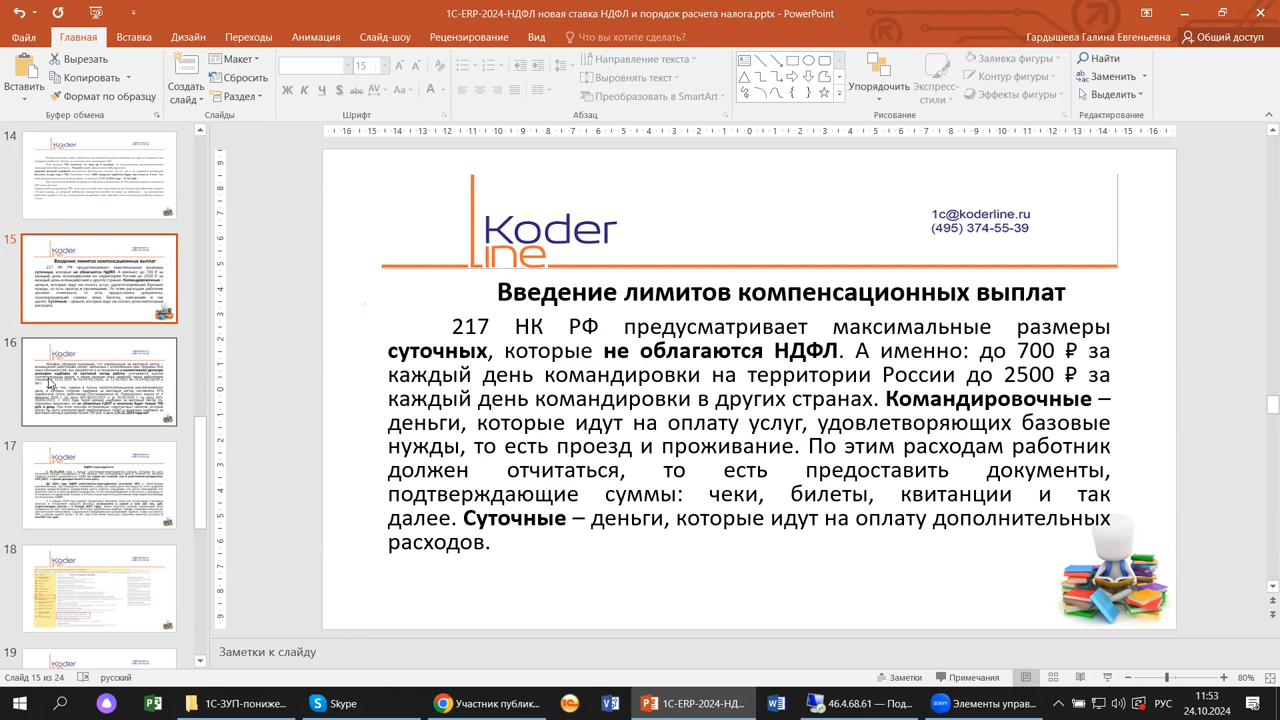 1C-ERP-2024-НДФЛ новая ставка НДФЛ и порядок расчета налога.pptx - PowerPoint
Файл Главная Вставка Дизайн Переходы Анимация Слайд-шоу Рецензирование Вид Что вы хотите сделать? Гардышева Галина Евгеньевна Общий доступ
Вставить
Вырезать
Копировать
Формат по образцу
Буфер обмена
Создать слайд
Макет
Сбросить
Раздел
Слайды
15
Шрифт
Направление текста
Выровнять текст
Преобразовать в SmartArt
Абзац
Упорядочить
Экспресс-стили
Заливка фигуры
Контур фигуры
Эффекты фигуры
Рисование
Найти
Заменить
Выделить
Редактирование
14
15
16
17
18
19
Koder
line
1c@koderline.ru
(495) 374-55-39
Введение лимитов компенсационных выплат
217 НК РФ предусматривает максимальные размеры
суточных, которые не облагаются НДФЛ. А именно: до 700 ₽ за
каждый день командировки на территории России до 2500 ₽ за
каждый день командировки в других странах. Командировочные –
деньги, которые идут на оплату услуг, удовлетворяющих базовые
нужды, то есть проезд и проживание. По этим расходам работник
должен отчитаться, то есть предоставить документы,
подтверждающие суммы: чеки, билеты, квитанции и так
далее. Суточные – деньги, которые идут на оплату дополнительных
расходов.
Заметки к слайду
Слайд 15 из 24 русский Заметки Примечания 80%
1С-ЗУП-пониже... Skype Участник публик... 1C-ERP-2024-НД... 46.4.68.61 — Под... Элементы управ... РУС 11:53
24.10.2024